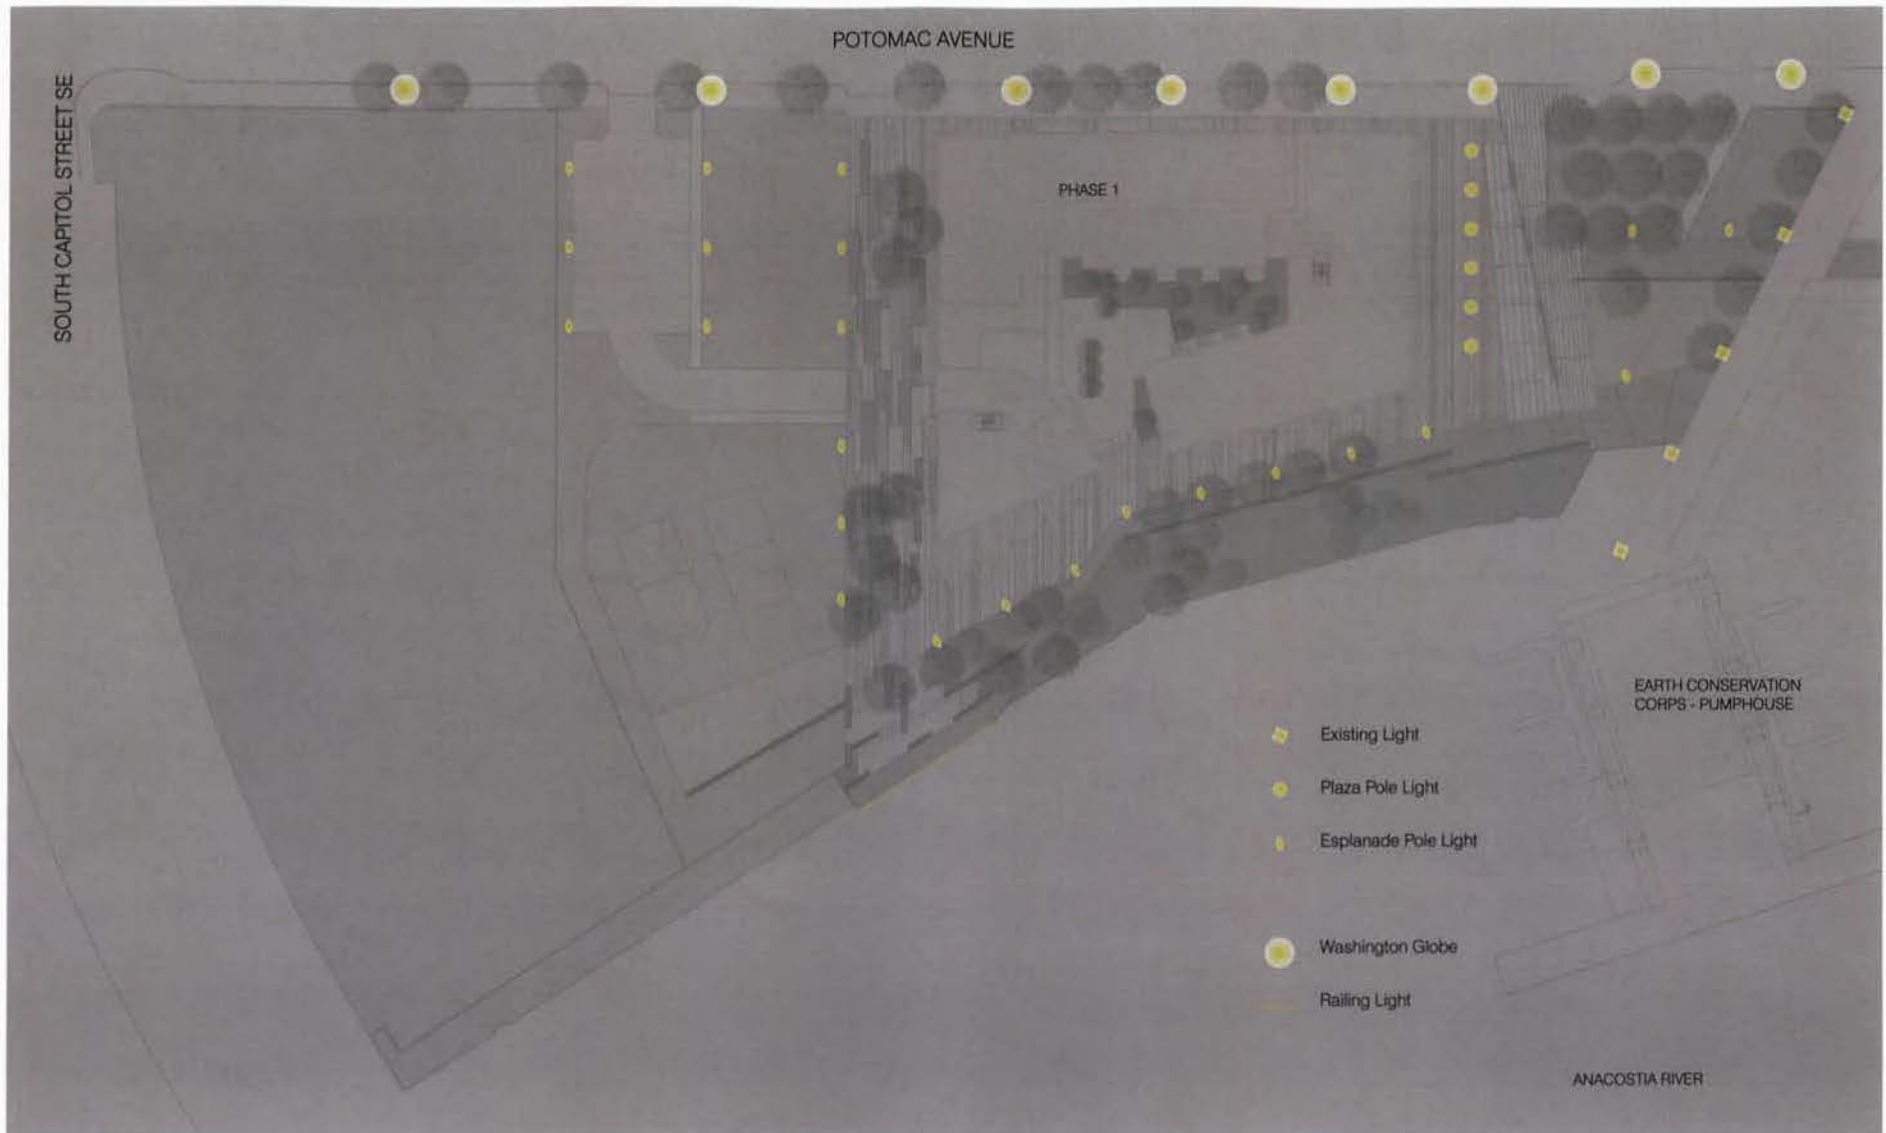 POTOMAC AVENUE
SOUTH CAPITOL STREET SE
PHASE 1
EARTH CONSERVATION
CORPS - PUMPHOUSE
Existing Light
Plaza Pole Light
Esplanade Pole Light
Washington Globe
Railing Light
ANACOSTIA RIVER